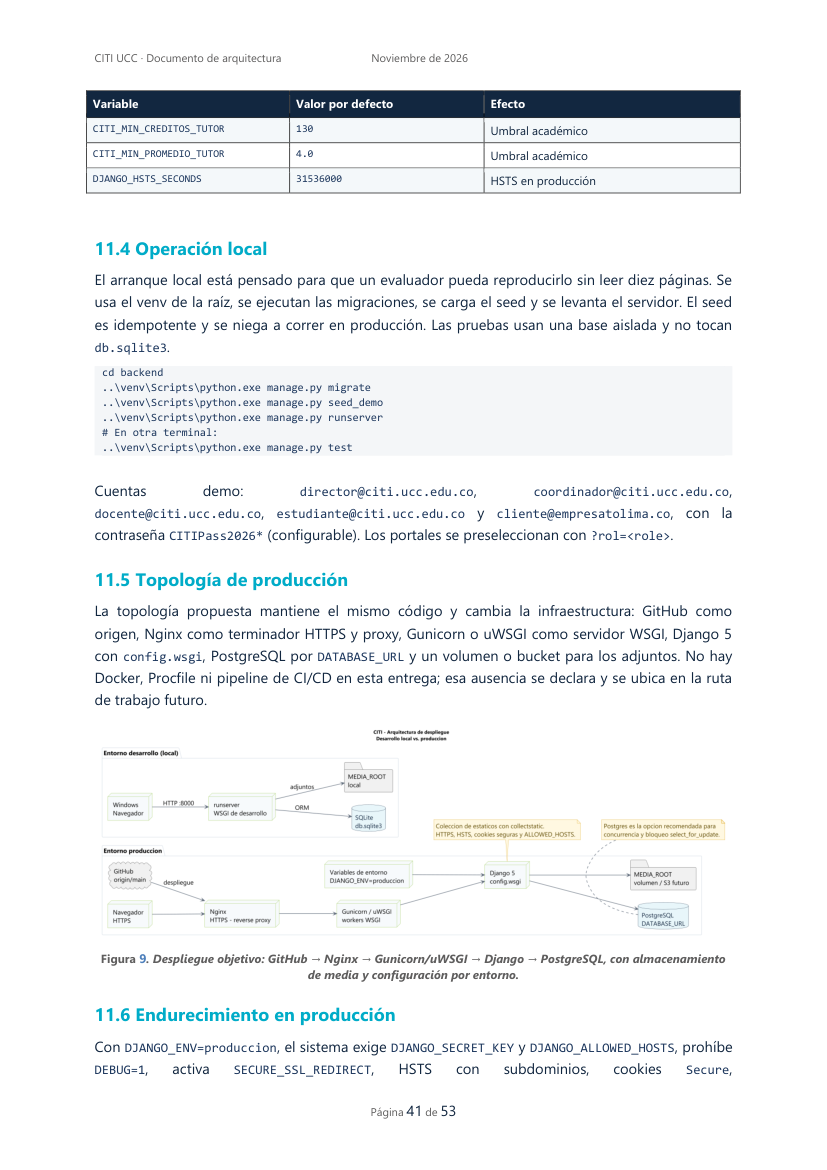 CITI UCC · Documento de arquitectura Noviembre de 2026
Variable Valor por defecto Efecto
CITI_MIN_CREDITOS_TUTOR 130 Umbral académico
CITI_MIN_PROMEDIO_TUTOR 4.0 Umbral académico
DJANGO_HSTS_SECONDS 31536000 HSTS en producción
11.4 Operación local
El arranque local está pensado para que un evaluador pueda reproducirlo sin leer diez páginas. Se
usa el venv de la raíz, se ejecutan las migraciones, se carga el seed y se levanta el servidor. El seed
es idempotente y se niega a correr en producción. Las pruebas usan una base aislada y no tocan
db.sqlite3.
cd backend
..\venv\Scripts\python.exe manage.py migrate
..\venv\Scripts\python.exe manage.py seed_demo
..\venv\Scripts\python.exe manage.py runserver
# En otra terminal:
..\venv\Scripts\python.exe manage.py test
Cuentas demo: director@citi.ucc.edu.co, coordinador@citi.ucc.edu.co,
docente@citi.ucc.edu.co, estudiante@citi.ucc.edu.co y cliente@empresatolima.co, con la
contraseña CITIPass2026* (configurable). Los portales se preseleccionan con ?rol=<role>.
11.5 Topología de producción
La topología propuesta mantiene el mismo código y cambia la infraestructura: GitHub como
origen, Nginx como terminador HTTPS y proxy, Gunicorn o uWSGI como servidor WSGI, Django 5
con config.wsgi, PostgreSQL por DATABASE_URL y un volumen o bucket para los adjuntos. No hay
Docker, Procfile ni pipeline de CI/CD en esta entrega; esa ausencia se declara y se ubica en la ruta
de trabajo futuro.
CITI - Arquitectura de despliegue
Desarrollo local vs. produccion
Entorno desarrollo (local)
Windows
Navegador
HTTP :8000
runserver
WSGI de desarrollo
adjuntos
ORM
MEDIA_ROOT
local
SQLite
db.sqlite3
Coleccion de estaticos con collectstatic.
HTTPS, HSTS, cookies seguras y ALLOWED_HOSTS.
Postgres es la opcion recomendada para
concurrencia y bloqueo select_for_update.
Entorno produccion
GitHub
origin/main
despliegue
Variables de entorno
DJANGO_ENV=produccion
Django 5
config.wsgi
MEDIA_ROOT
volumen / S3 futuro
Navegador
HTTPS
Nginx
HTTPS - reverse proxy
Gunicorn / uWSGI
workers WSGI
PostgreSQL
DATABASE_URL
Figura 9. Despliegue objetivo: GitHub → Nginx → Gunicorn/uWSGI → Django → PostgreSQL, con almacenamiento
de media y configuración por entorno.
11.6 Endurecimiento en producción
Con DJANGO_ENV=produccion, el sistema exige DJANGO_SECRET_KEY y DJANGO_ALLOWED_HOSTS, prohíbe
DEBUG=1, activa SECURE_SSL_REDIRECT, HSTS con subdominios, cookies Secure,
Página 41 de 53